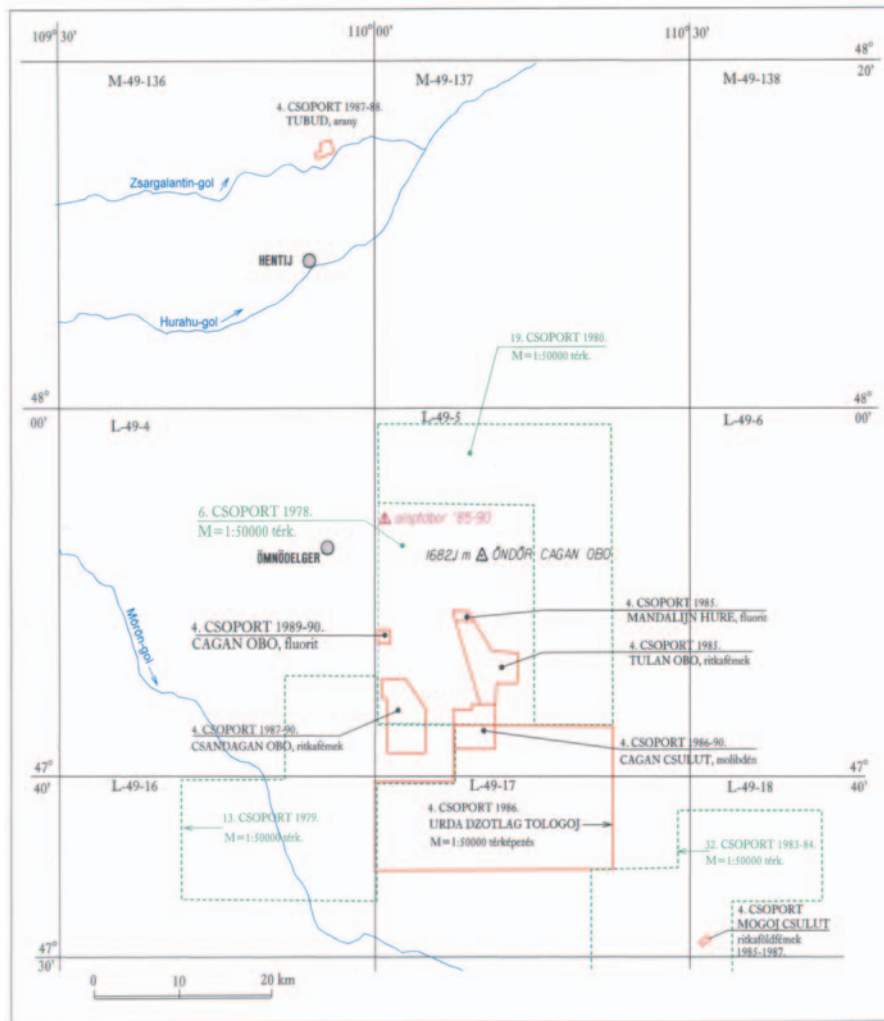 109° 30' 110° 00' 110° 30'
48°
20'
M-49-136 M-49-137 M-49-138
4. CSOPORT 1987-88.
TUBUD, arany
Zsargalantin-gol
HENTIJ
Hurahu-gol
19. CSOPORT 1980.
M=1:50000 térk.
48° 48°
00' 00'
L-49-4 L-49-5 L-49-6
6. CSOPORT 1978.
M=1:50000 térk.
alaptábor '85-90
1682,1 m ÖNDÖR CAGAN OBO
ÖMNÖDELGER
4. CSOPORT 1985.
MANDALIJN HURE, fluorit
4. CSOPORT 1989-90.
CAGAN OBO, fluorit
4. CSOPORT 1985.
TULAN OBO, ritkafémek
Mörön-gol
4. CSOPORT 1987-90.
CSANDAGAN OBO, ritkafémek
4. CSOPORT 1986-90.
CAGAN CSULUT, molibdén
47° 47°
40' 40'
L-49-16 L-49-17 L-49-18
13. CSOPORT 1979.
M=1:50000 térk.
4. CSOPORT 1986.
URDA DZOTLAG TOLOGOJ
M=1:50000 térképezés
32. CSOPORT 1983-84.
M=1:50000 térk.
4. CSOPORT
MOGOJ CSULUT
ritkaföldfémek
1985-1987.
47°
30'
0 10 20 km